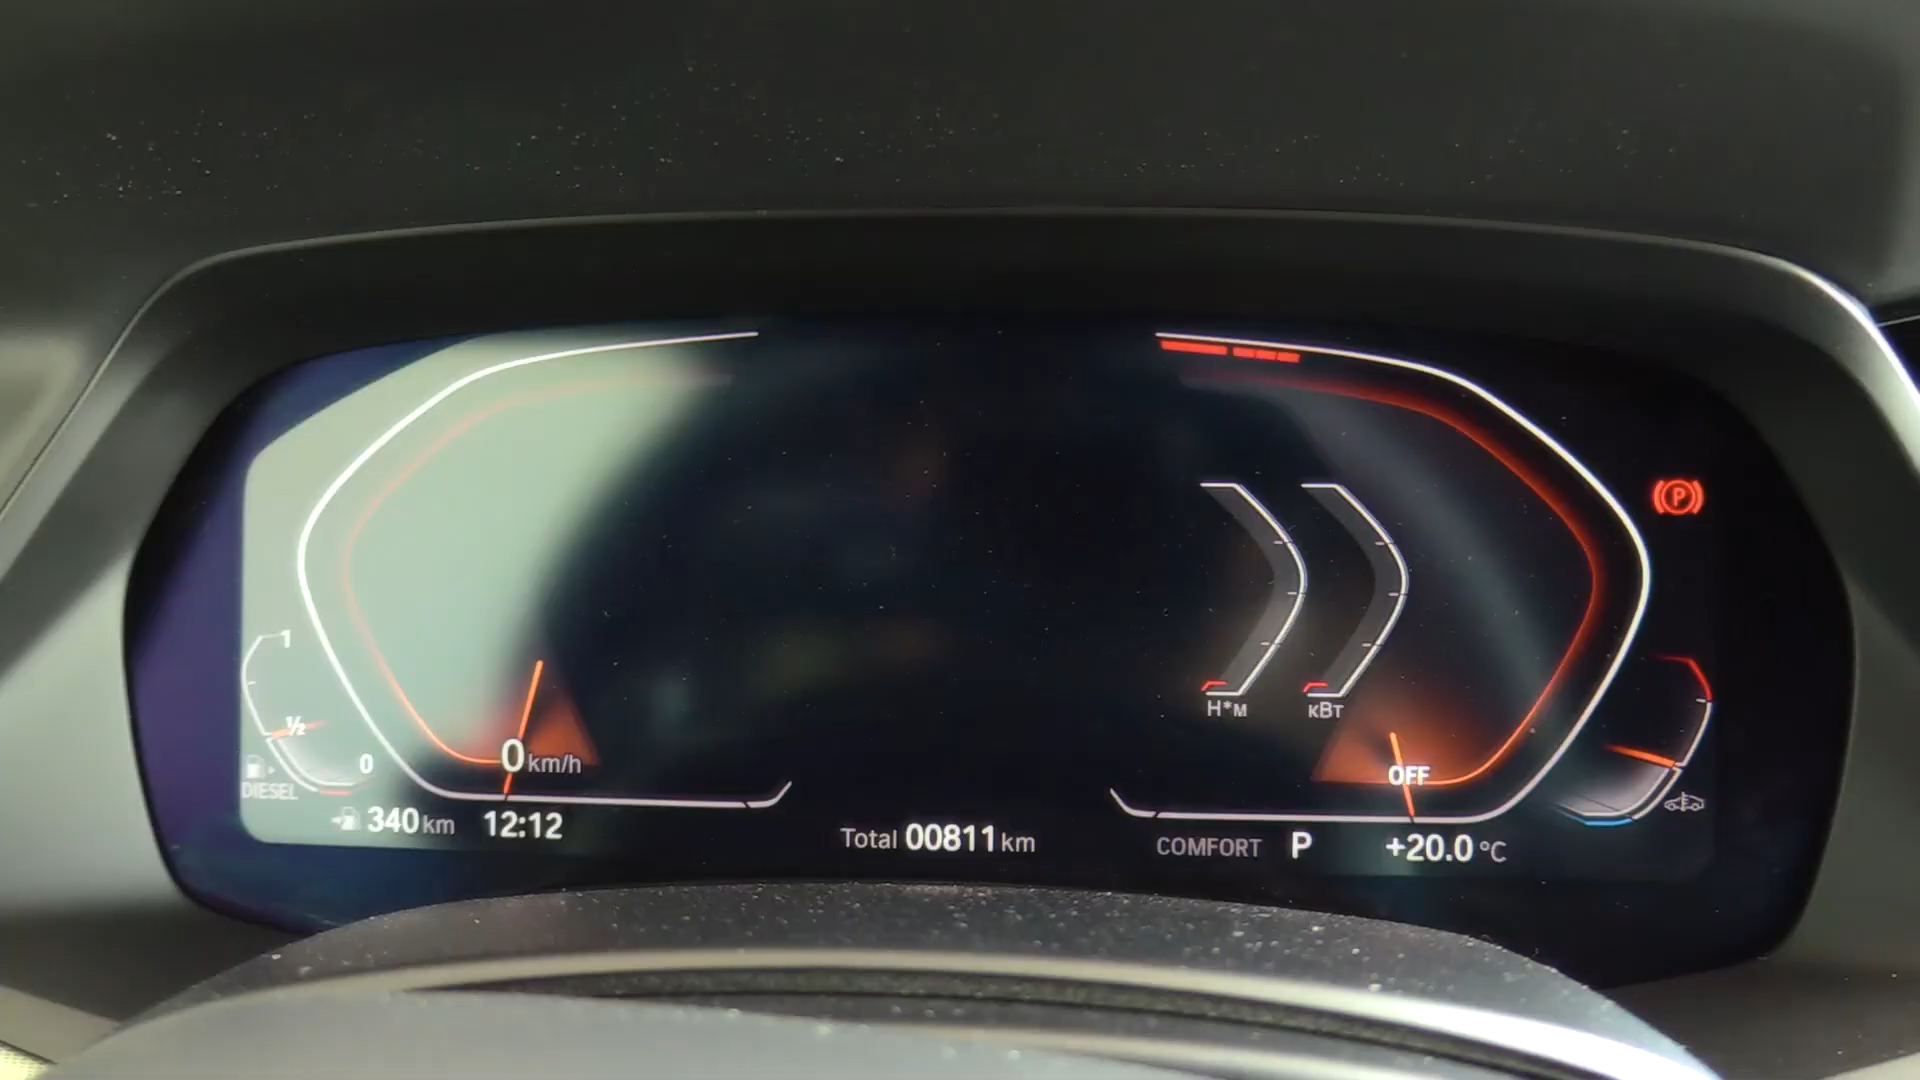 1
½
0
DIESEL
340 km
12:12
0 km/h
Total 00811 km
Н*м
кВт
OFF
COMFORT P +20.0 °C
(P)